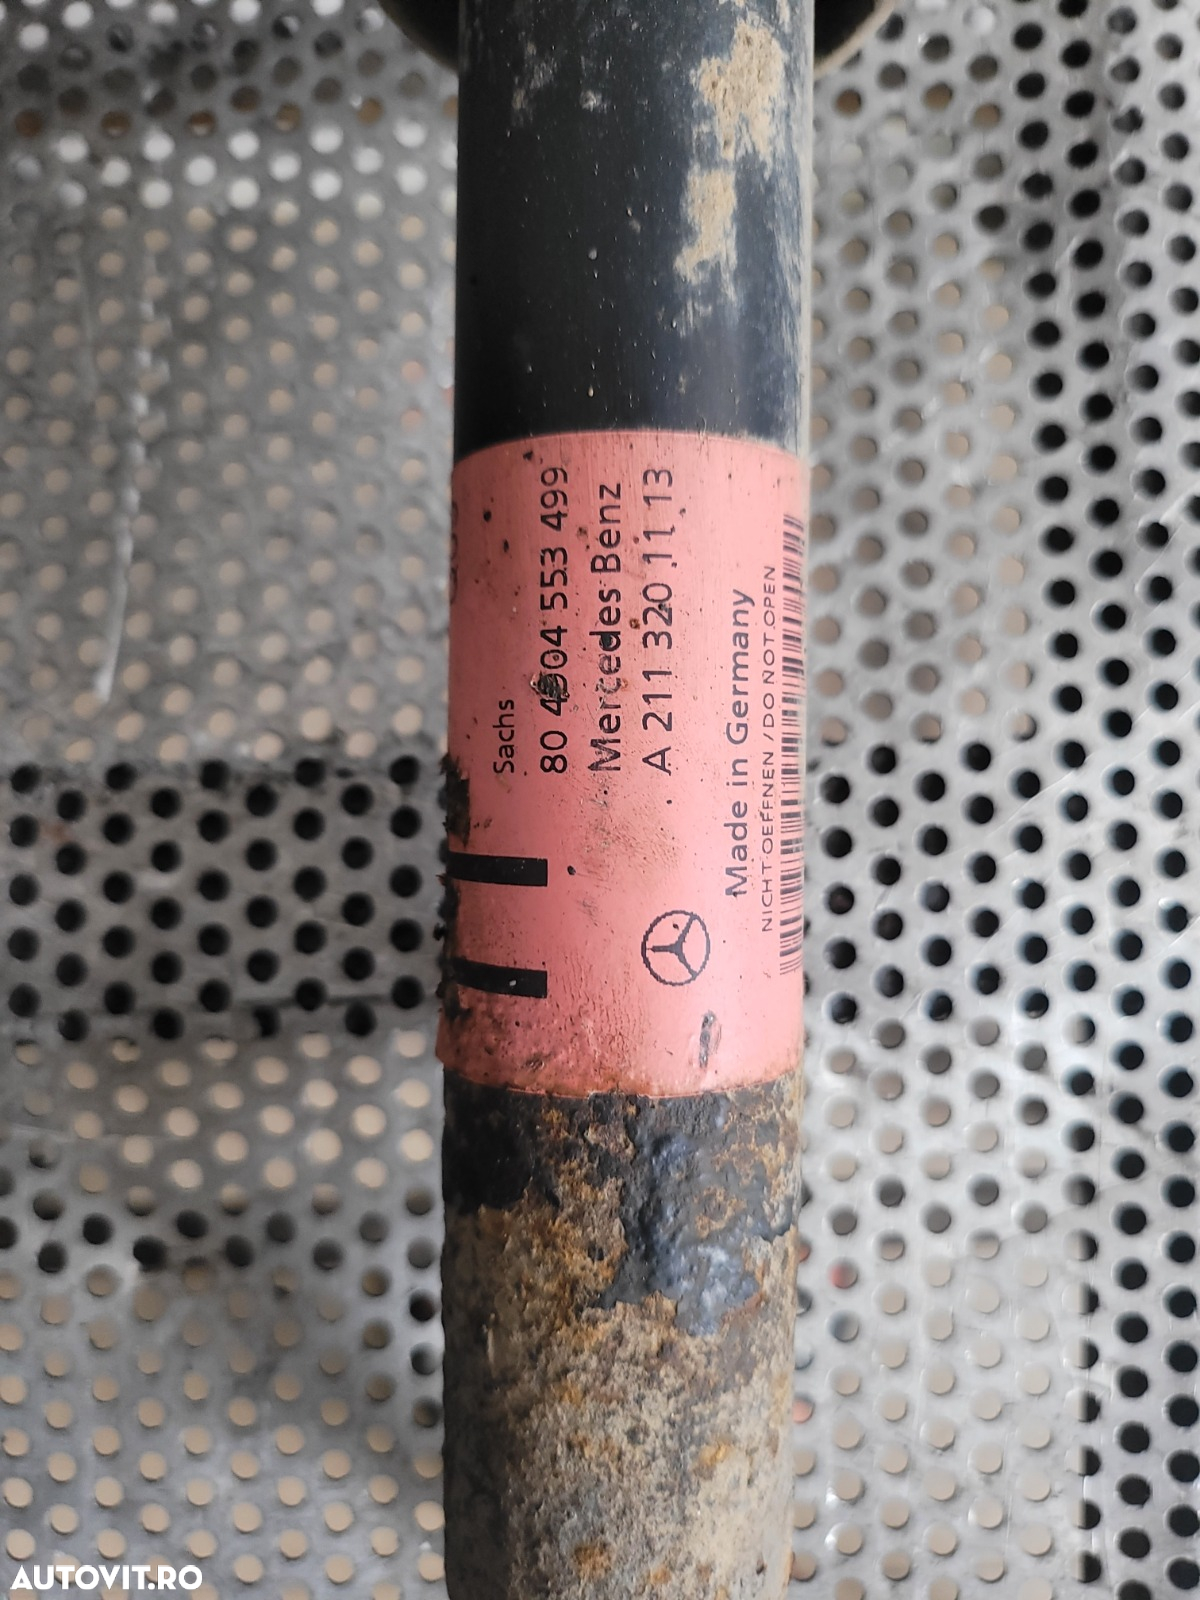 Sachs
80 4904 553 499
Mercedes Benz
A 211 320 11 13
Made in Germany
NICHT OEFFNEN / DO NOT OPEN
AUTOVIT.RO